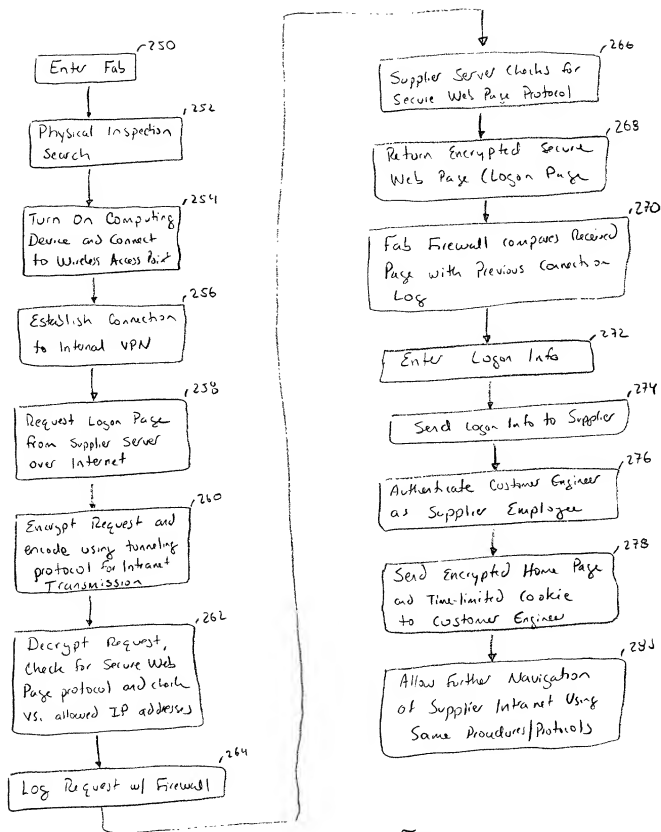 250
Enter Fab
252
Physical Inspection
Search
254
Turn On Computing
Device and Connect
to Wireless Access Point
256
Establish Connection
to Internal VPN
258
Request Logon Page
from Supplier Server
over Internet
260
Encrypt Request and
encode using tunneling
protocol for Intranet
Transmission
262
Decrypt Request,
Check for Secure Web
Page protocol and check
vs. allowed IP addresses
264
Log Request w/ Firewall
266
Supplier Server Checks for
Secure Web Page Protocol
268
Return Encrypted Secure
Web Page (Logon Page
270
Fab Firewall compares Received
Page with Previous Connection
Log
272
Enter Logon Info
274
Send Logon Info to Supplier
276
Authenticate Customer Engineer
as Supplier Employee
278
Send Encrypted Home Page
and Time-limited Cookie
to Customer Engineer
Allow Further Navigation
of Supplier Intranet Using
Same Procedures/Protocols